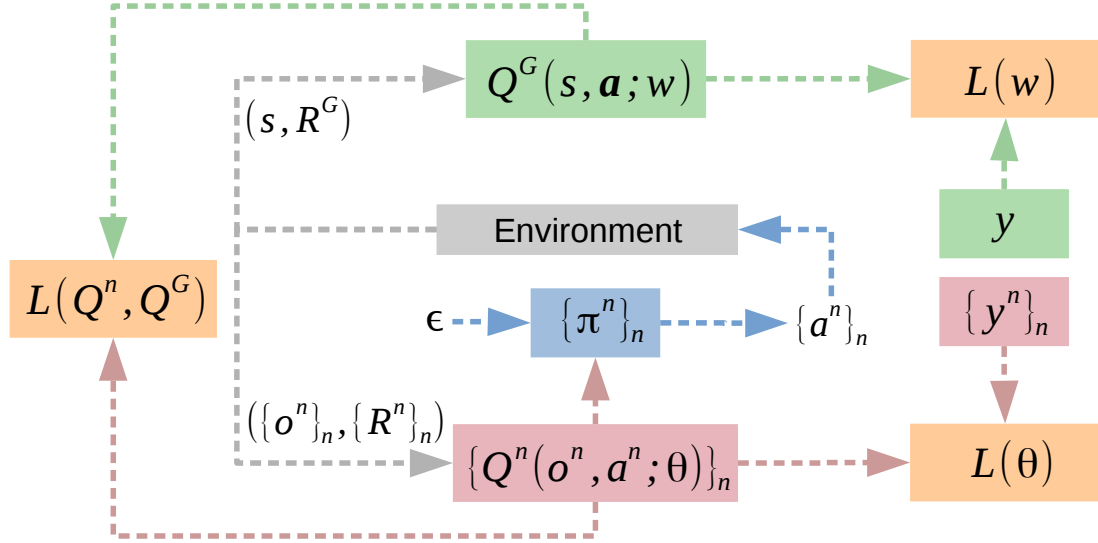 Q^G(s, a; w)
L(w)
(s, R^G)
Environment
y
L(Q^n, Q^G)
ϵ
{π^n}_n
{a^n}_n
{y^n}_n
({o^n}_n, {R^n}_n)
{Q^n(o^n, a^n; θ)}_n
L(θ)